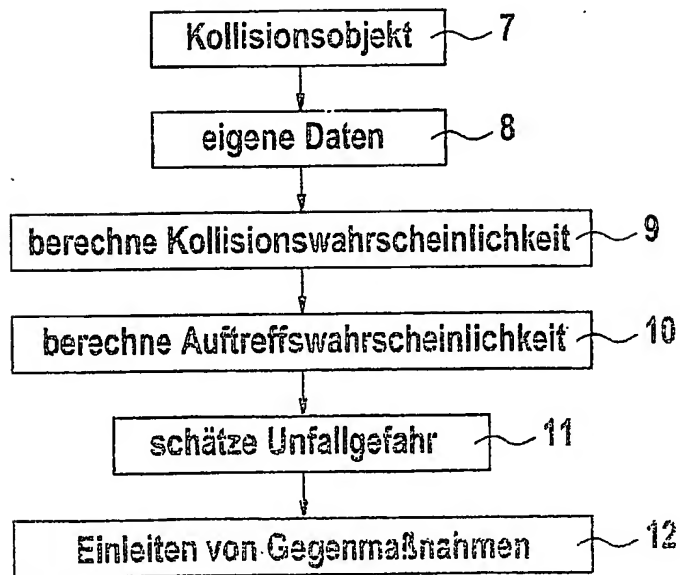 Kollisionsobjekt 7
eigene Daten 8
berechne Kollisionswahrscheinlichkeit 9
berechne Auftreffswahrscheinlichkeit 10
schätze Unfallgefahr 11
Einleiten von Gegenmaßnahmen 12